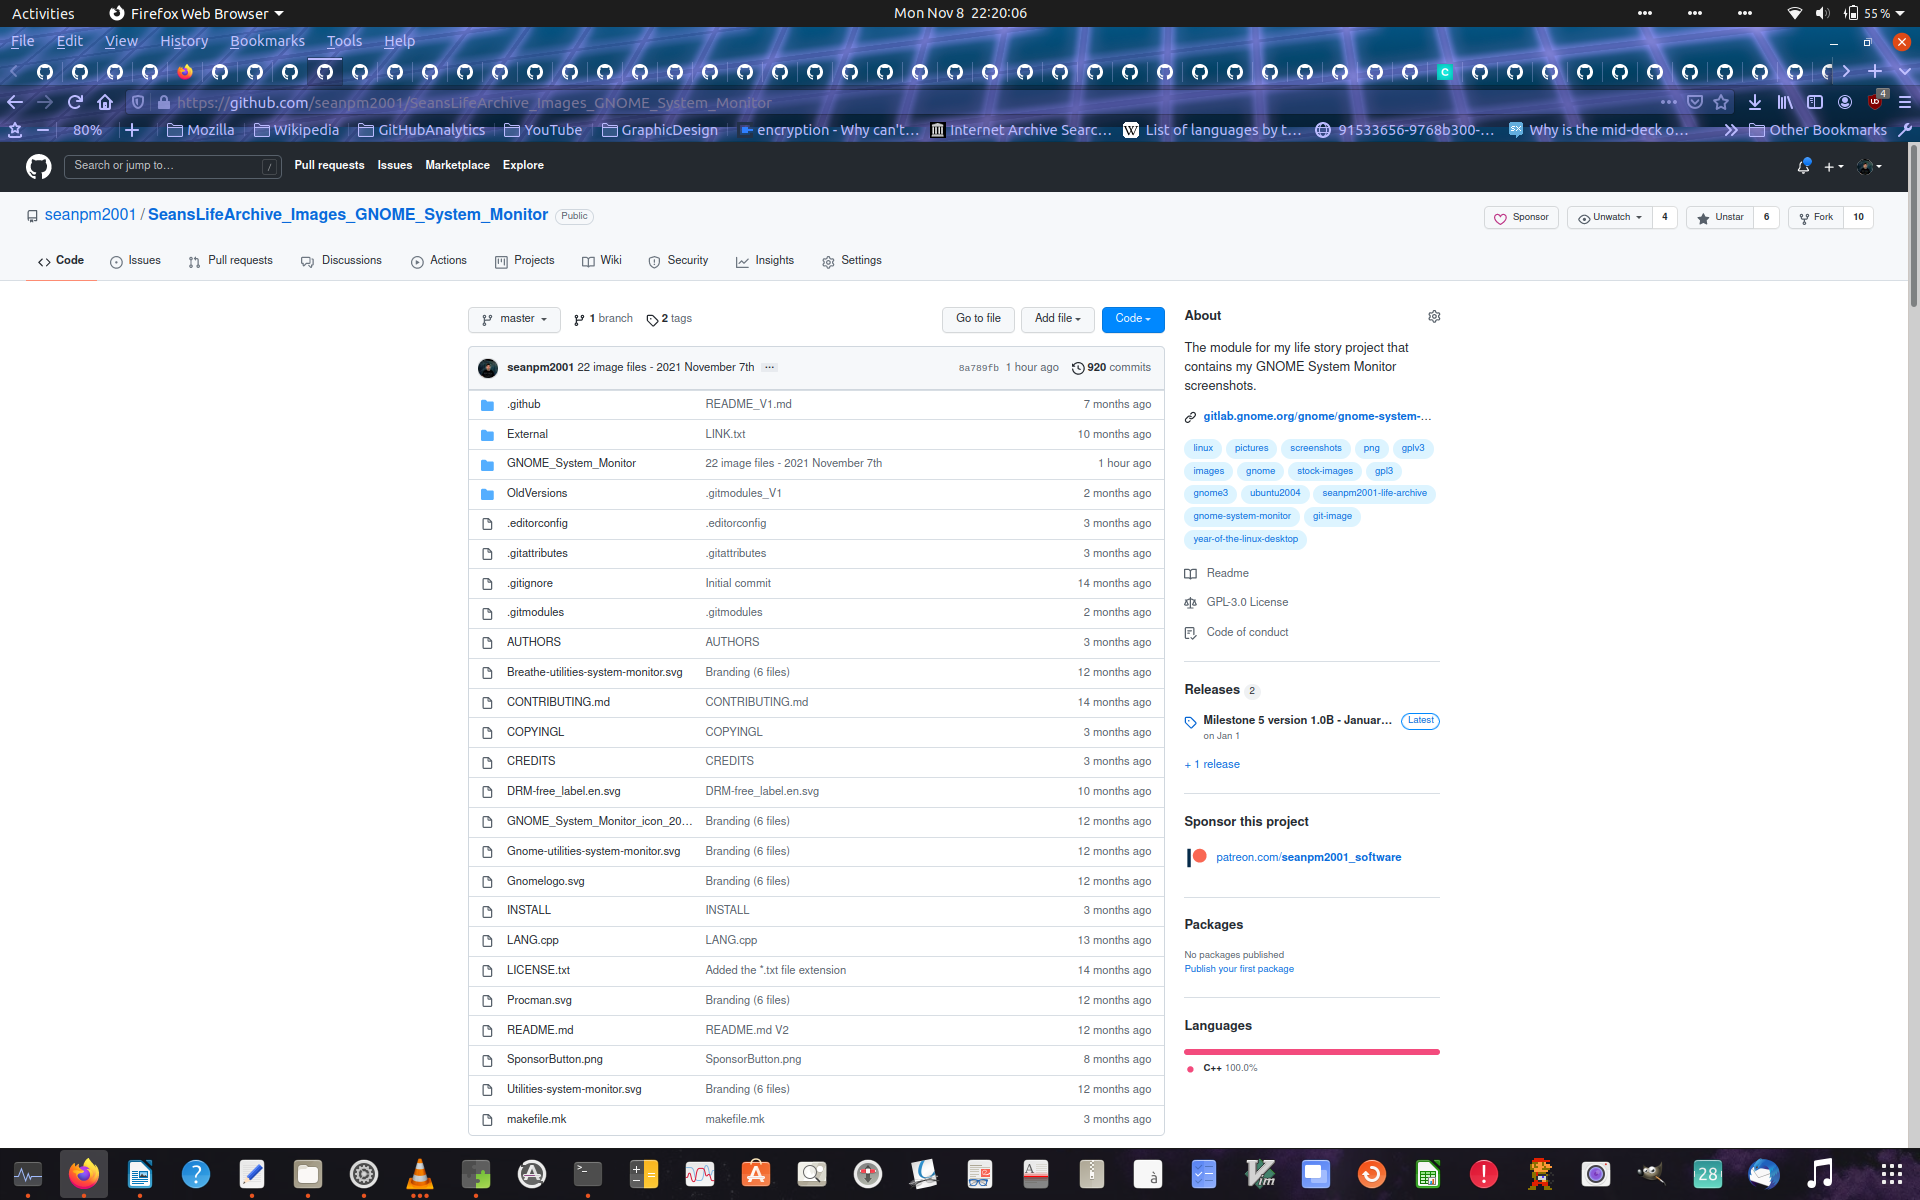 Activities Firefox Web Browser Mon Nov 8 22:20:06 55 %
File Edit View History Bookmarks Tools Help
https://github.com/seanpm2001/SeansLifeArchive_Images_GNOME_System_Monitor 4
80% Mozilla Wikipedia GitHubAnalytics YouTube GraphicDesign encryption - Why can't… Internet Archive Searc… W List of languages by t… 91533656-9768b300-… Why is the mid-deck o… Other Bookmarks
Search or jump to… / Pull requests Issues Marketplace Explore
seanpm2001 / SeansLifeArchive_Images_GNOME_System_Monitor Public Sponsor Unwatch 4 Unstar 6 Fork 10
Code Issues Pull requests Discussions Actions Projects Wiki Security Insights Settings
master 1 branch 2 tags Go to file Add file Code
seanpm2001 22 image files - 2021 November 7th … 8a789fb 1 hour ago 920 commits
.github README_V1.md 7 months ago
External LINK.txt 10 months ago
GNOME_System_Monitor 22 image files - 2021 November 7th 1 hour ago
OldVersions .gitmodules_V1 2 months ago
.editorconfig .editorconfig 3 months ago
.gitattributes .gitattributes 3 months ago
.gitignore Initial commit 14 months ago
.gitmodules .gitmodules 2 months ago
AUTHORS AUTHORS 3 months ago
Breathe-utilities-system-monitor.svg Branding (6 files) 12 months ago
CONTRIBUTING.md CONTRIBUTING.md 14 months ago
COPYINGL COPYINGL 3 months ago
CREDITS CREDITS 3 months ago
DRM-free_label.en.svg DRM-free_label.en.svg 10 months ago
GNOME_System_Monitor_icon_20… Branding (6 files) 12 months ago
Gnome-utilities-system-monitor.svg Branding (6 files) 12 months ago
Gnomelogo.svg Branding (6 files) 12 months ago
INSTALL INSTALL 3 months ago
LANG.cpp LANG.cpp 13 months ago
LICENSE.txt Added the *.txt file extension 14 months ago
Procman.svg Branding (6 files) 12 months ago
README.md README.md V2 12 months ago
SponsorButton.png SponsorButton.png 8 months ago
Utilities-system-monitor.svg Branding (6 files) 12 months ago
makefile.mk makefile.mk 3 months ago
About
The module for my life story project that
contains my GNOME System Monitor
screenshots.
gitlab.gnome.org/gnome/gnome-system-…
linux pictures screenshots png gplv3
images gnome stock-images gpl3
gnome3 ubuntu2004 seanpm2001-life-archive
gnome-system-monitor git-image
year-of-the-linux-desktop
Readme
GPL-3.0 License
Code of conduct
Releases 2
Milestone 5 version 1.0B - Januar… Latest
on Jan 1
+ 1 release
Sponsor this project
patreon.com/seanpm2001_software
Packages
No packages published
Publish your first package
Languages
C++ 100.0%
28